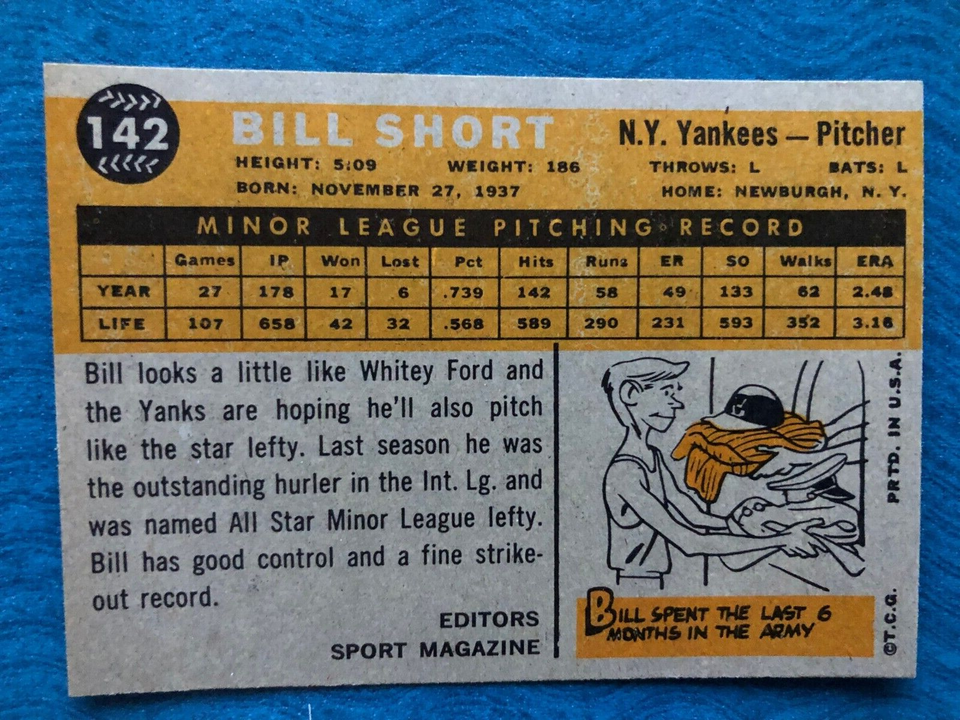 142
BILL SHORT
N.Y. Yankees — Pitcher
HEIGHT: 5:09 WEIGHT: 186 THROWS: L BATS: L
BORN: NOVEMBER 27, 1937 HOME: NEWBURGH, N. Y.
MINOR LEAGUE PITCHING RECORD
Games IP Won Lost Pct Hits Runs ER SO Walks ERA
YEAR 27 178 17 6 .739 142 58 49 133 62 2.48
LIFE 107 658 42 32 .568 589 290 231 593 352 3.16
Bill looks a little like Whitey Ford and
the Yanks are hoping he'll also pitch
like the star lefty. Last season he was
the outstanding hurler in the Int. Lg. and
was named All Star Minor League lefty.
Bill has good control and a fine strike-
out record.
EDITORS
SPORT MAGAZINE
BILL SPENT THE LAST 6
MONTHS IN THE ARMY
PRTD. IN U.S.A.
©T.C.G.